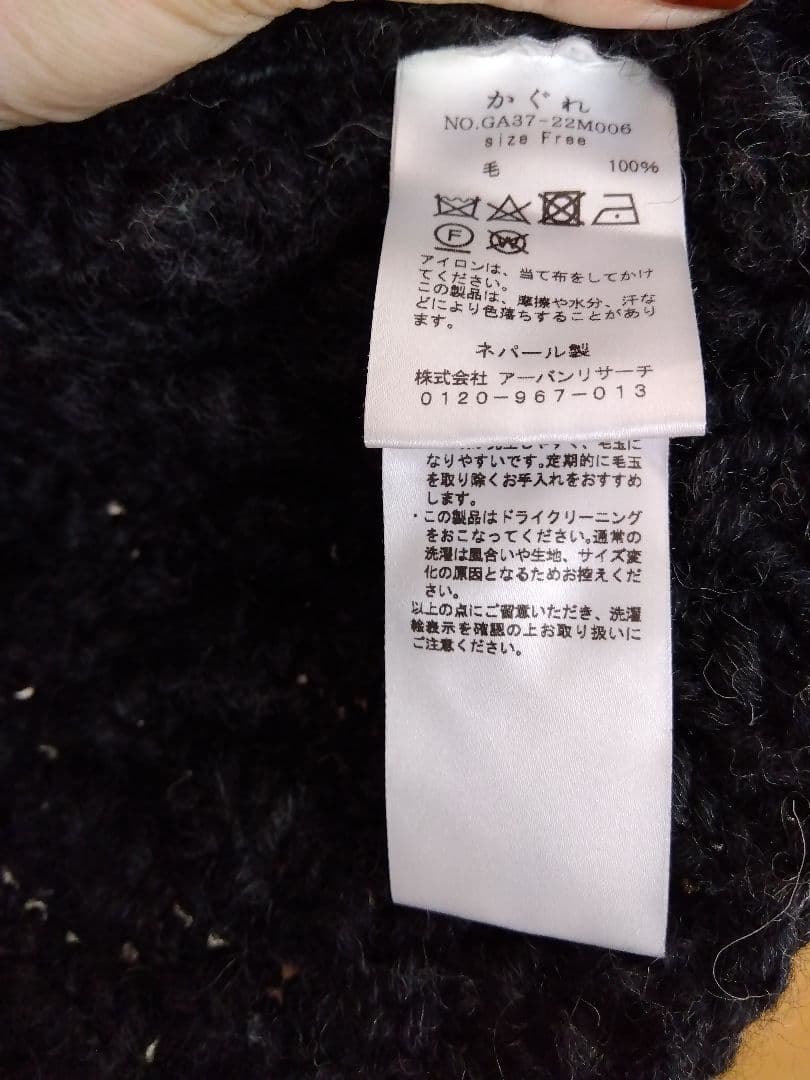 かぐれ
NO.GA37-22M006
size Free
毛 100%
F
W
アイロンは、当て布をしてかけ
てください。
この製品は、摩擦や水分、汗な
どにより色落ちすることがあり
ます。
ネパール製
株式会社 アーバンリサーチ
0120-967-013
毛玉に
なりやすいです。定期的に毛玉
を取り除くお手入れをおすすめ
します。
・この製品はドライクリーニング
をおこなってください。通常の
洗濯は風合いや生地、サイズ変
化の原因となるためお控えくだ
さい。
以上の点にご留意いただき、洗濯
絵表示を確認の上お取り扱いに
ご注意ください。